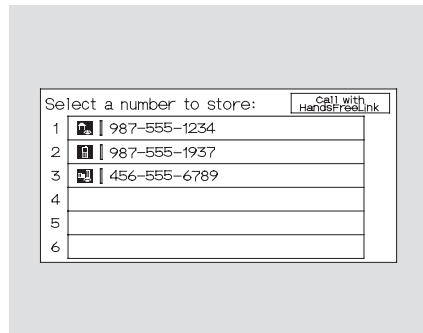 Select a number to store:
Call with
HandsFreeLink
1 987-555-1234
2 987-555-1937
3 456-555-6789
4
5
6